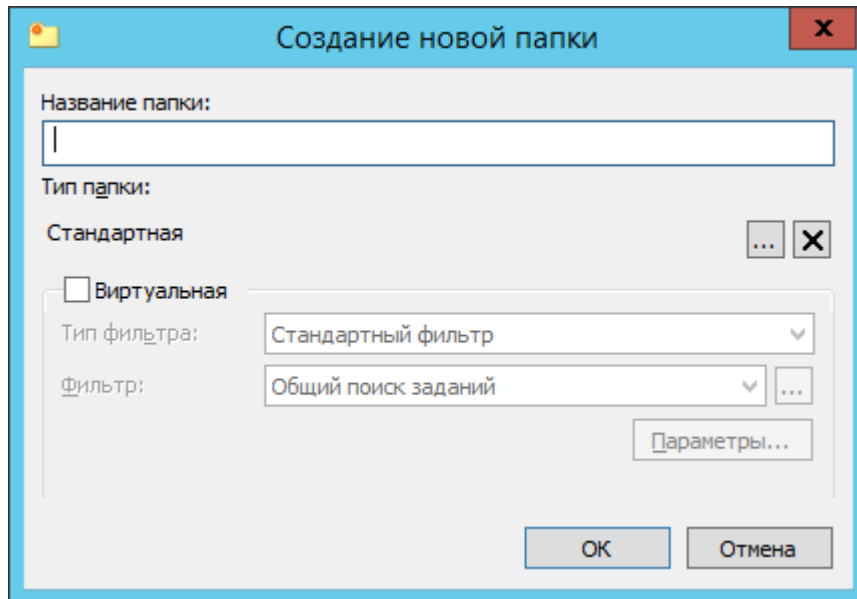 Создание новой папки
Название папки:
Тип папки:
Стандартная
...
Виртуальная
Тип фильтра: Стандартный фильтр
Фильтр: Общий поиск заданий ...
Параметры...
ОК Отмена